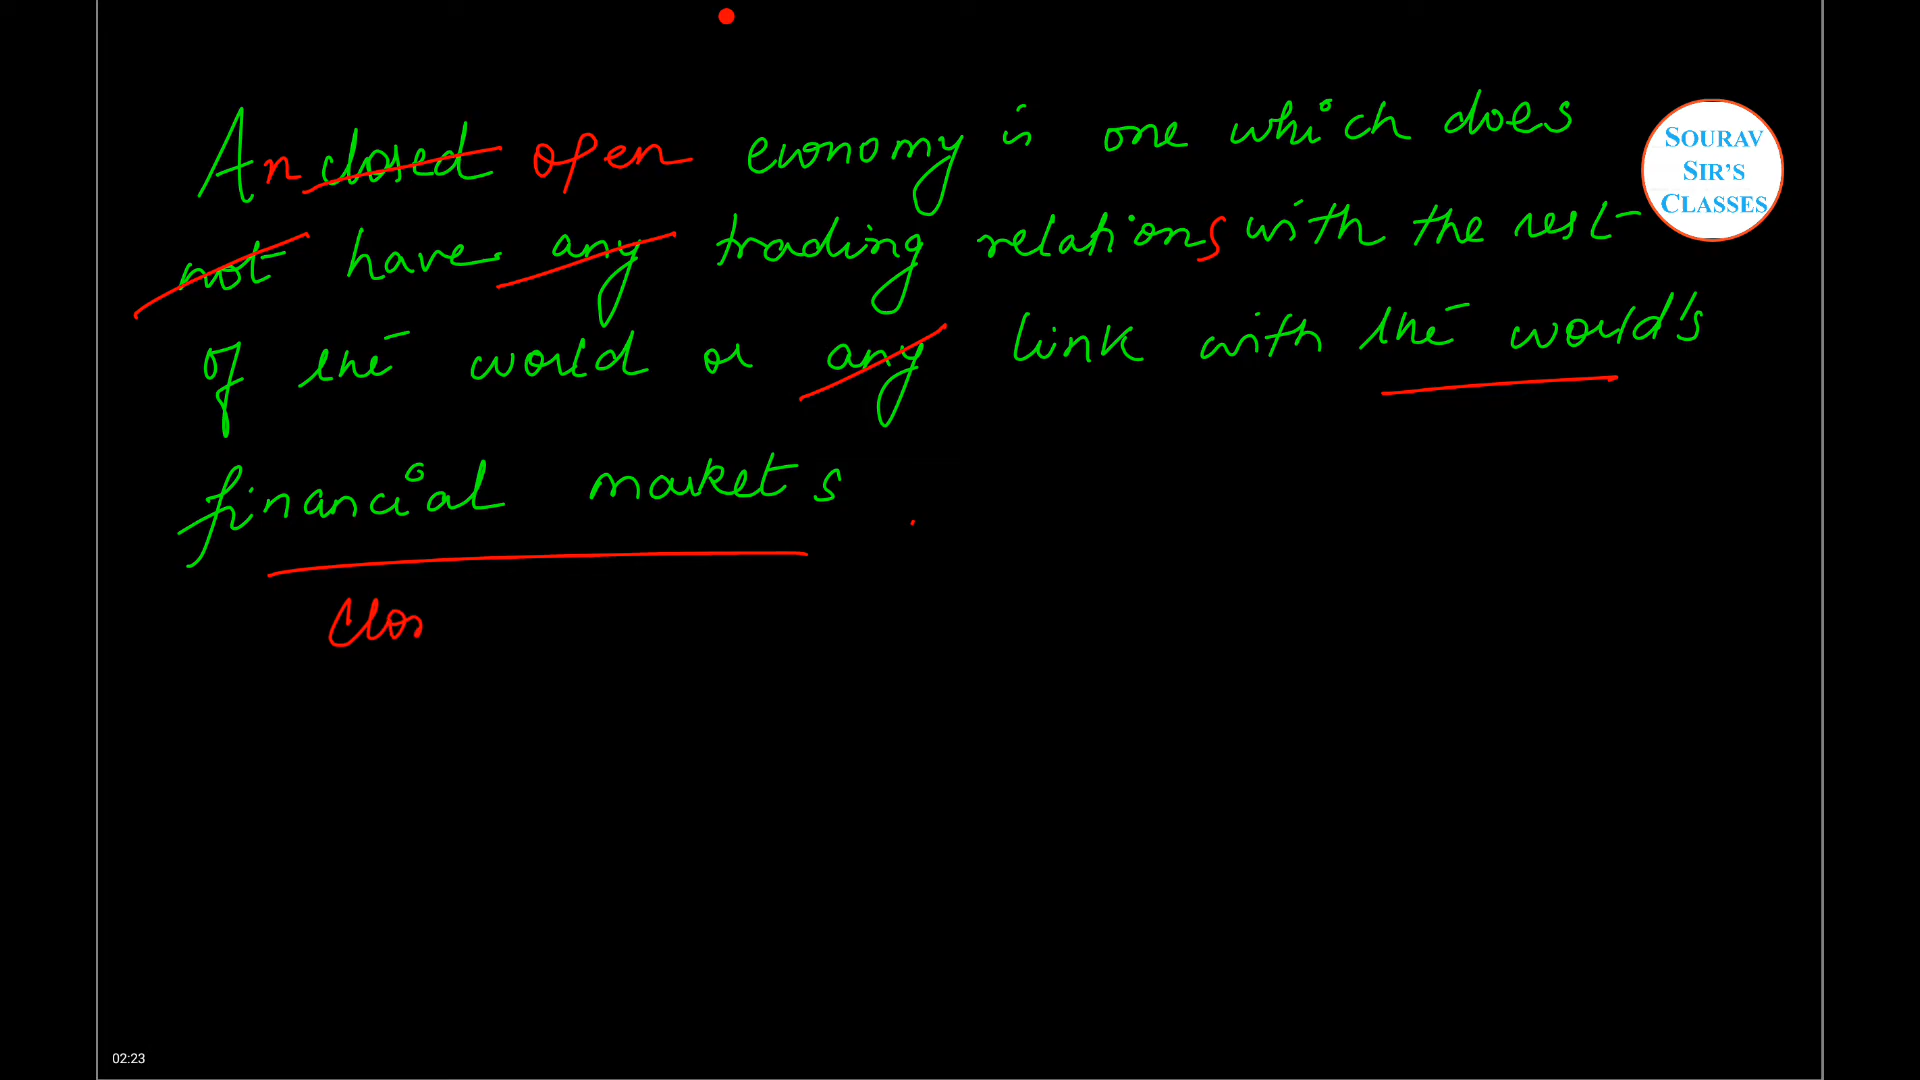 An closed open economy is one which does
not have any trading relations with the rest
of the world or any link with the world's
financial markets.
Clos
SOURAV
SIR'S
CLASSES
02:23